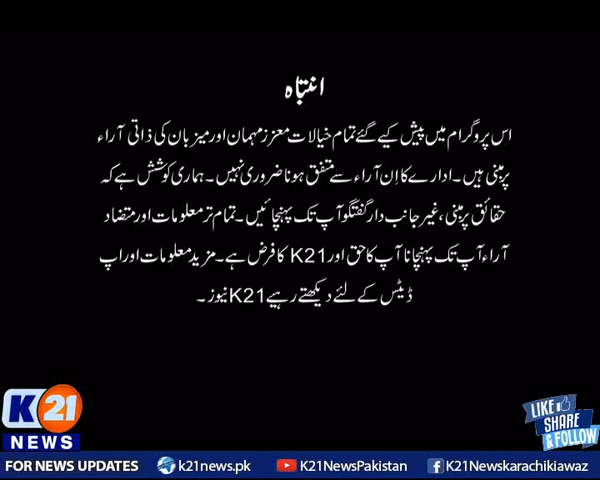 انتباہ
اس پروگرام میں پیش کیے گئے تمام خیالات معزز مہمان اور میزبان کی ذاتی آراء
پر مبنی ہیں۔ ادارے کا اِن آراء سے متفق ہونا ضروری نہیں۔ ہماری کوشش ہے کہ
حقائق پر مبنی، غیر جانب دار گفتگو آپ تک پہنچائیں۔ تمام تر معلومات اور متضاد
آراء آپ تک پہنچانا آپ کا حق اور K21 کا فرض ہے۔ مزید معلومات اور اپ
ڈیٹس کے لئے دیکھتے رہیے K21 نیوز۔
K21
NEWS
LIKE
SHARE
& FOLLOW
FOR NEWS UPDATES k21news.pk K21NewsPakistan K21Newskarachikiawaz